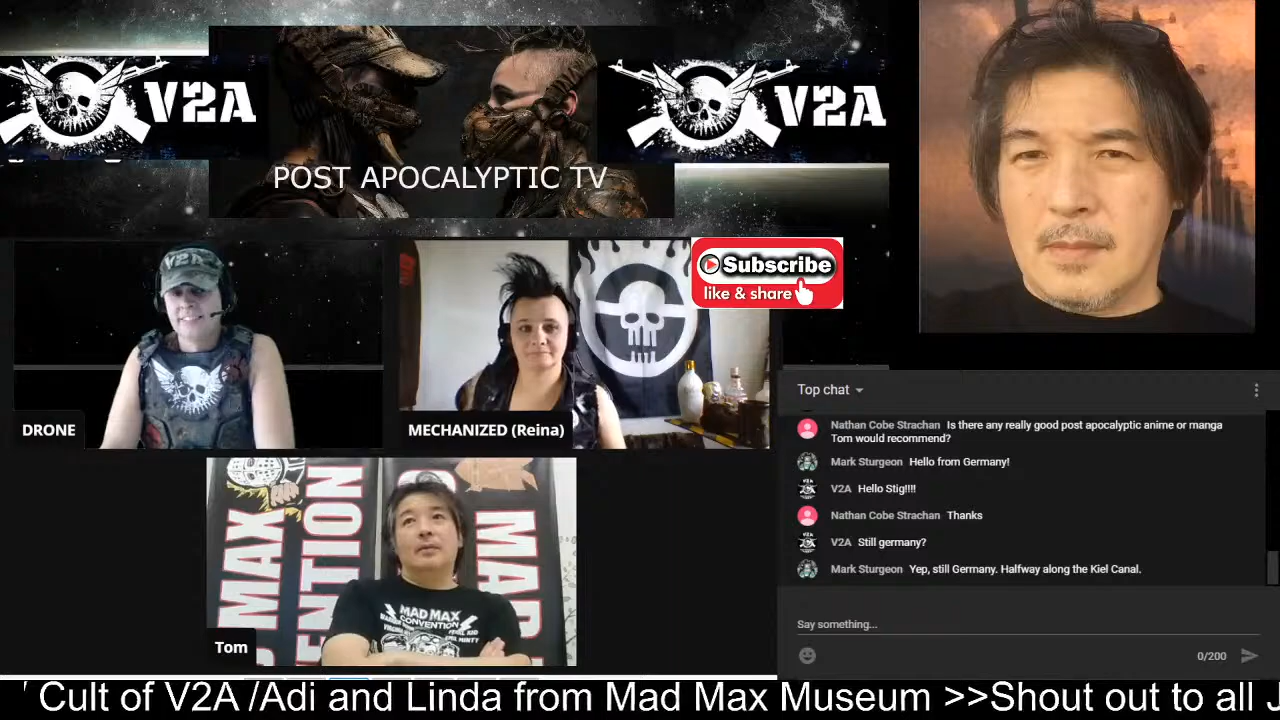 V2A
V2A
POST APOCALYPTIC TV
V2A
Subscribe
like & share
DRONE
MECHANIZED (Reina)
MAD MAX
MAD
MAD MAX
CONVENTION
Tom
Top chat
Nathan Cobe Strachan Is there any really good post apocalyptic anime or manga
Tom would recommend?
Mark Sturgeon Hello from Germany!
V2A Hello Stig!!!!
Nathan Cobe Strachan Thanks
V2A Still germany?
Mark Sturgeon Yep, still Germany. Halfway along the Kiel Canal.
Say something...
0/200
Cult of V2A /Adi and Linda from Mad Max Museum >>Shout out to all J